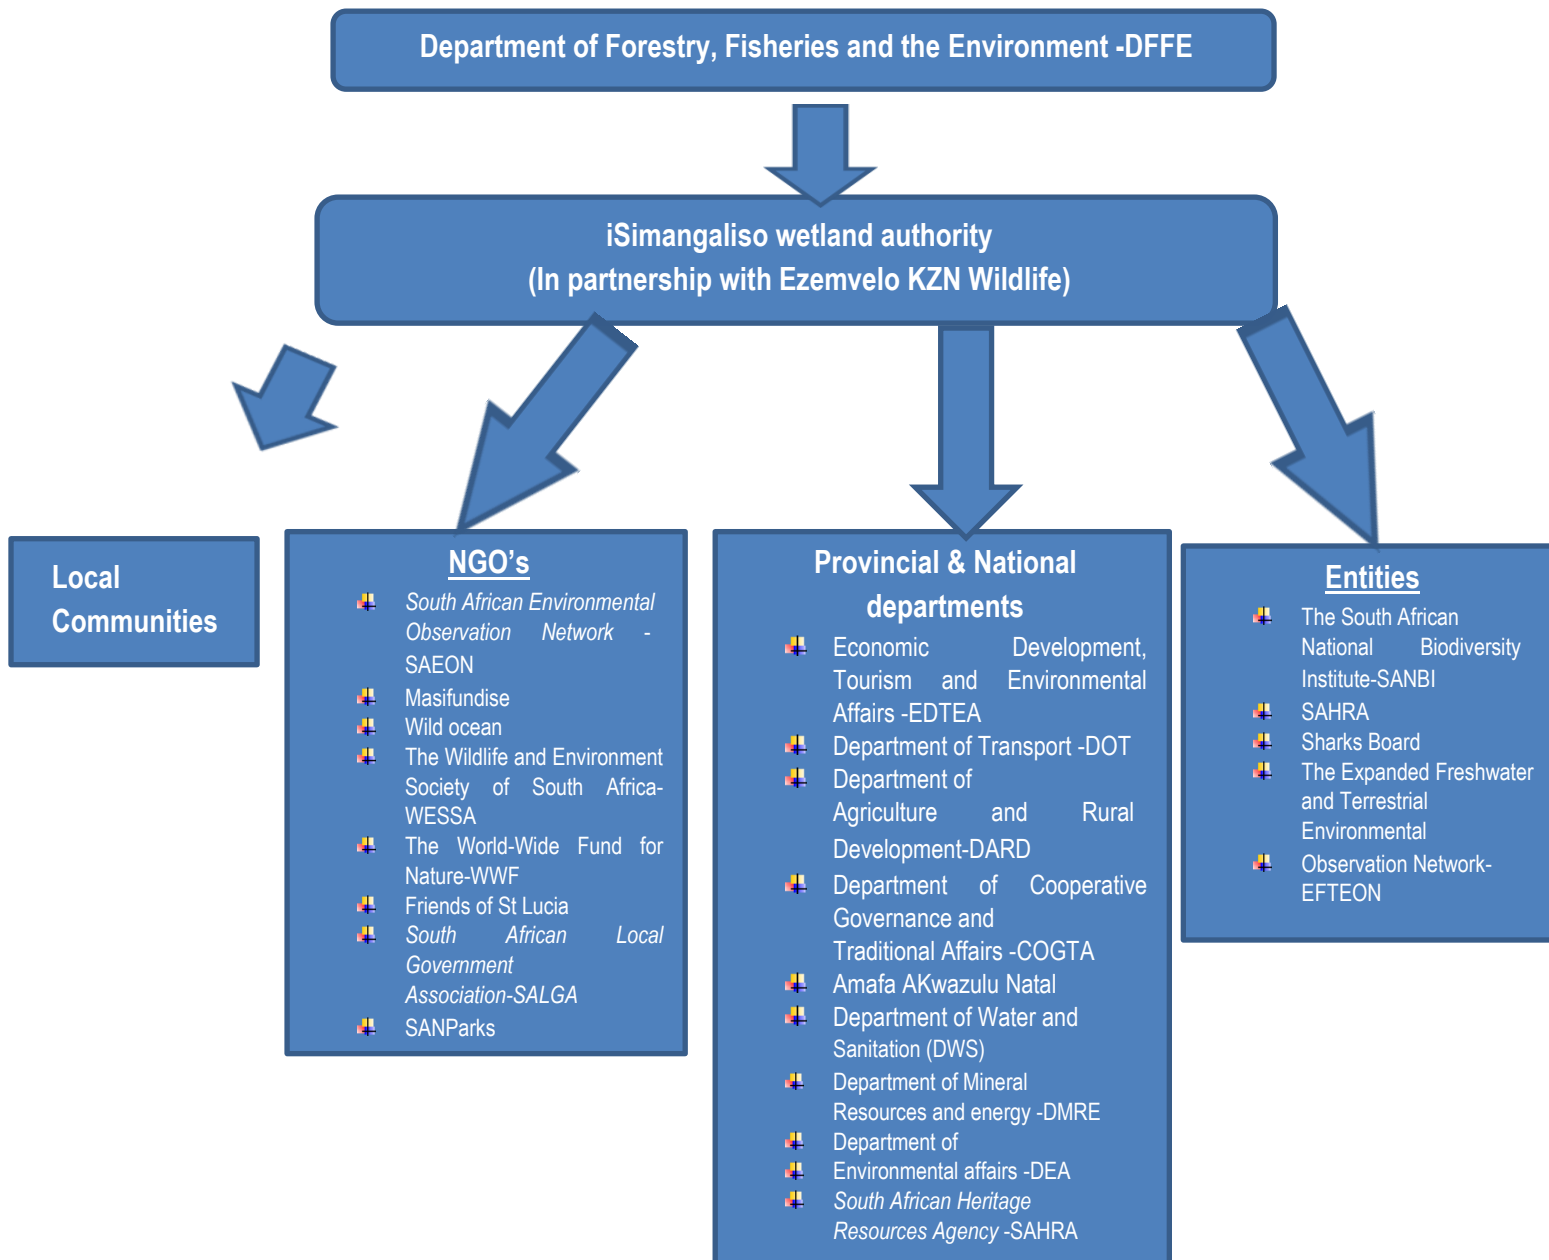 Department of Forestry, Fisheries and the Environment -DFFE
iSimangaliso wetland authority
(In partnership with Ezemvelo KZN Wildlife)
Local
Communities
NGO’s
South African Environmental
Observation Network -
SAEON
Masifundise
Wild ocean
The Wildlife and Environment
Society of South Africa-
WESSA
The World-Wide Fund for
Nature-WWF
Friends of St Lucia
South African Local
Government
Association-SALGA
SANParks
Provincial & National
departments
Economic Development,
Tourism and Environmental
Affairs -EDTEA
Department of Transport -DOT
Department of
Agriculture and Rural
Development-DARD
Department of Cooperative
Governance and
Traditional Affairs -COGTA
Amafa AKwazulu Natal
Department of Water and
Sanitation (DWS)
Department of Mineral
Resources and energy -DMRE
Department of
Environmental affairs -DEA
South African Heritage
Resources Agency -SAHRA
Entities
The South African
National Biodiversity
Institute-SANBI
SAHRA
Sharks Board
The Expanded Freshwater
and Terrestrial
Environmental
Observation Network-
EFTEON